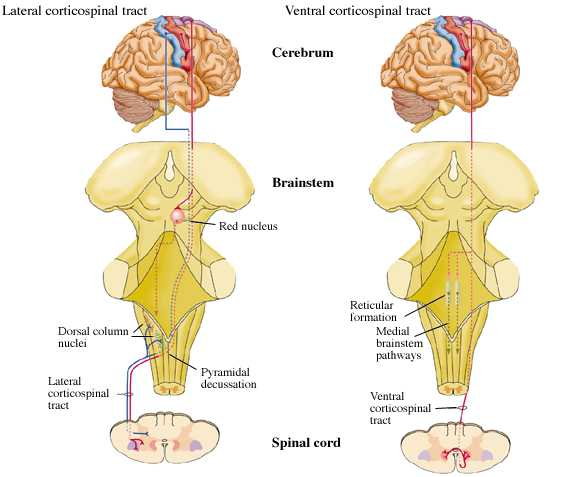 Lateral corticospinal tract
Ventral corticospinal tract
Cerebrum
Brainstem
Red nucleus
Reticular
formation
Dorsal column
nuclei
Medial
brainstem
pathways
Pyramidal
decussation
Lateral
corticospinal
tract
Ventral
corticospinal
tract
Spinal cord